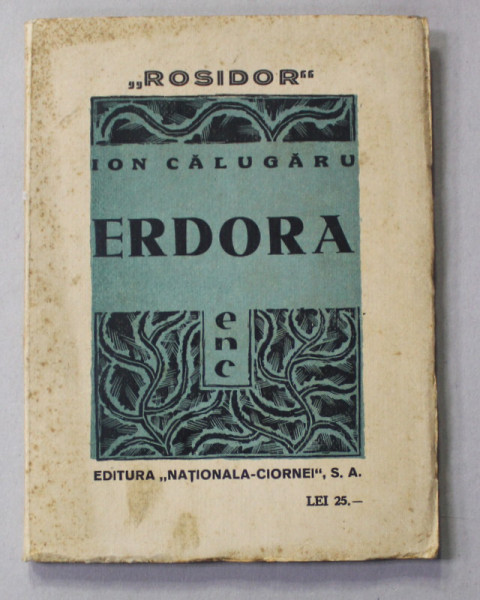 „ROSIDOR“
ION CĂLUGĂRU
ERDORA
enc
EDITURA „NAȚIONALA-CIORNEI“, S. A.
LEI 25.—